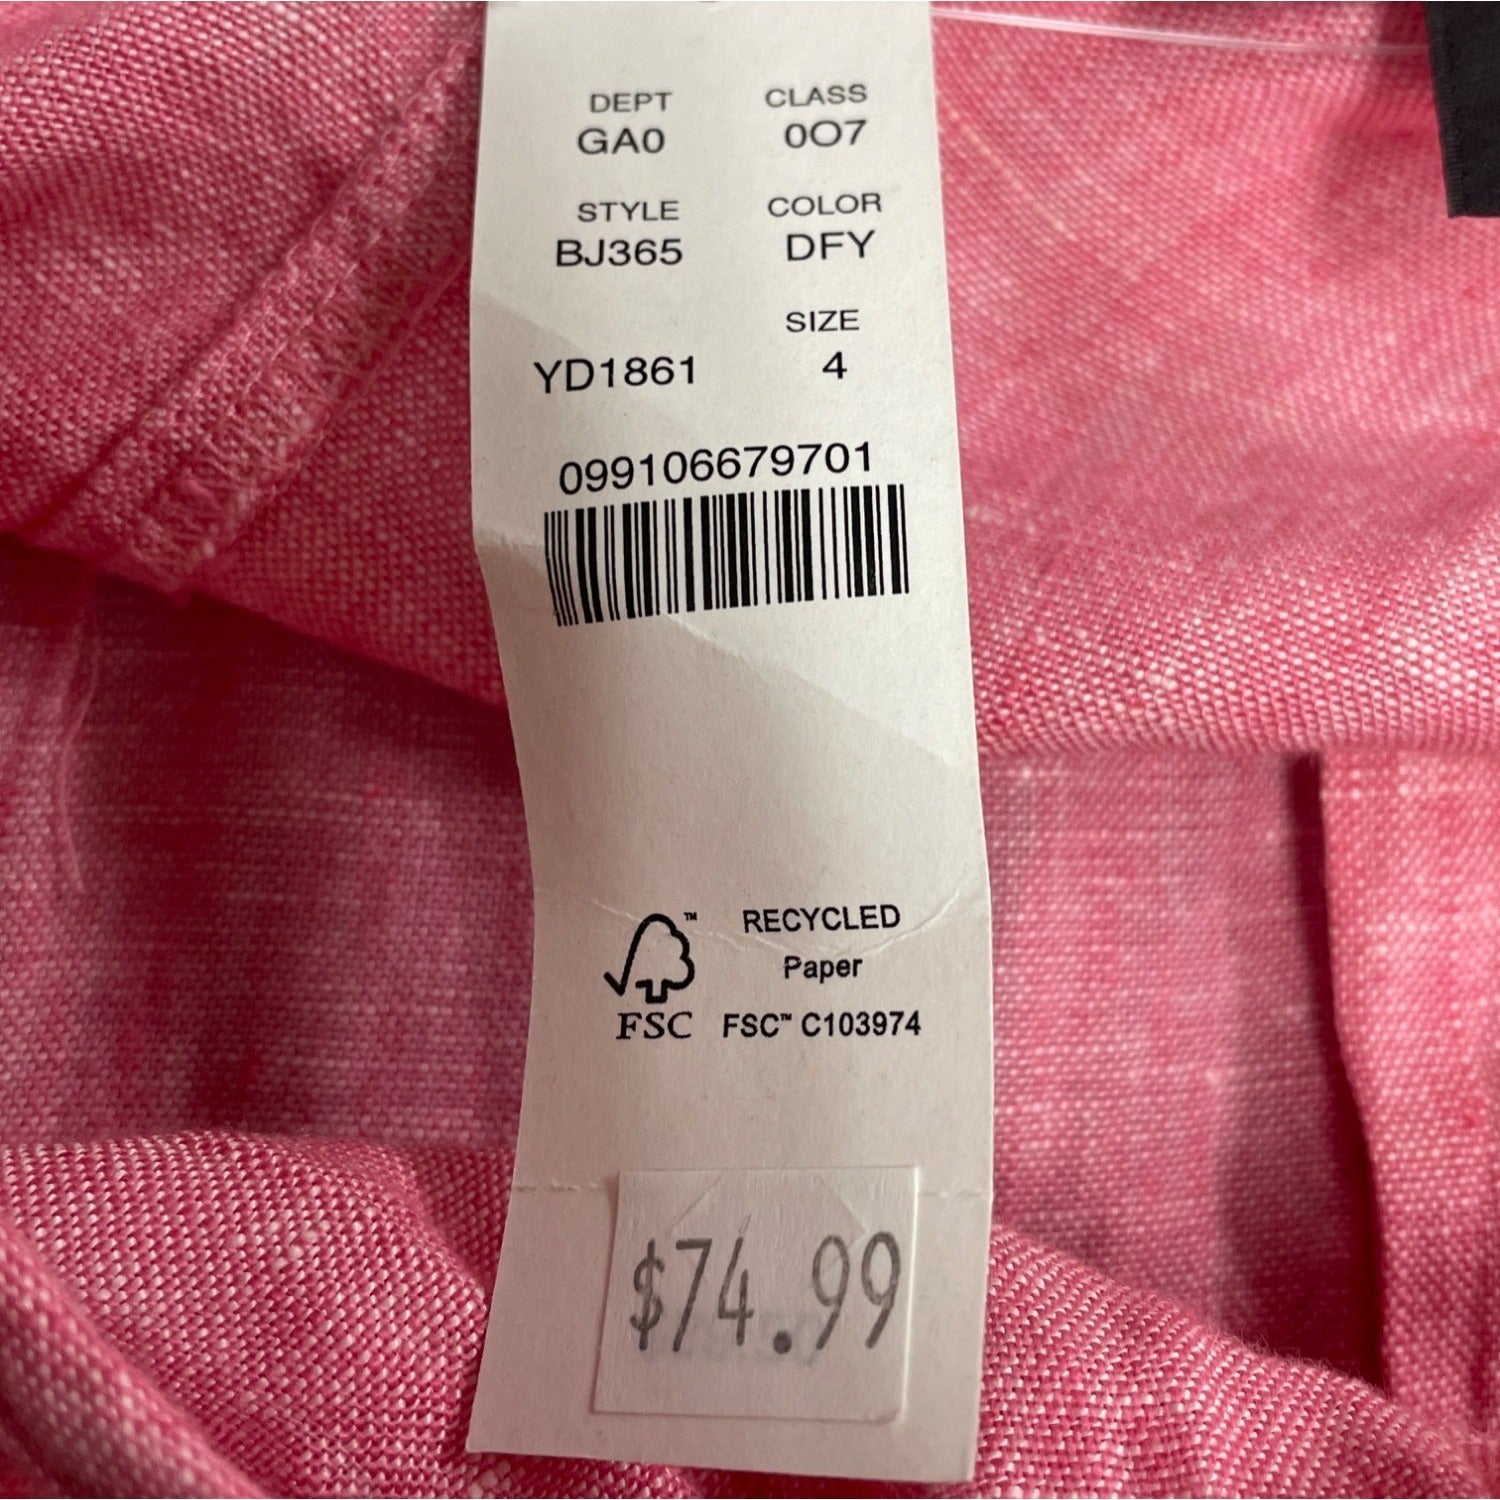 DEPT CLASS
GA0 0O7
STYLE COLOR
BJ365 DFY
SIZE
YD1861 4
099106679701
RECYCLED
Paper
FSC™ C103974
™
FSC
$74.99